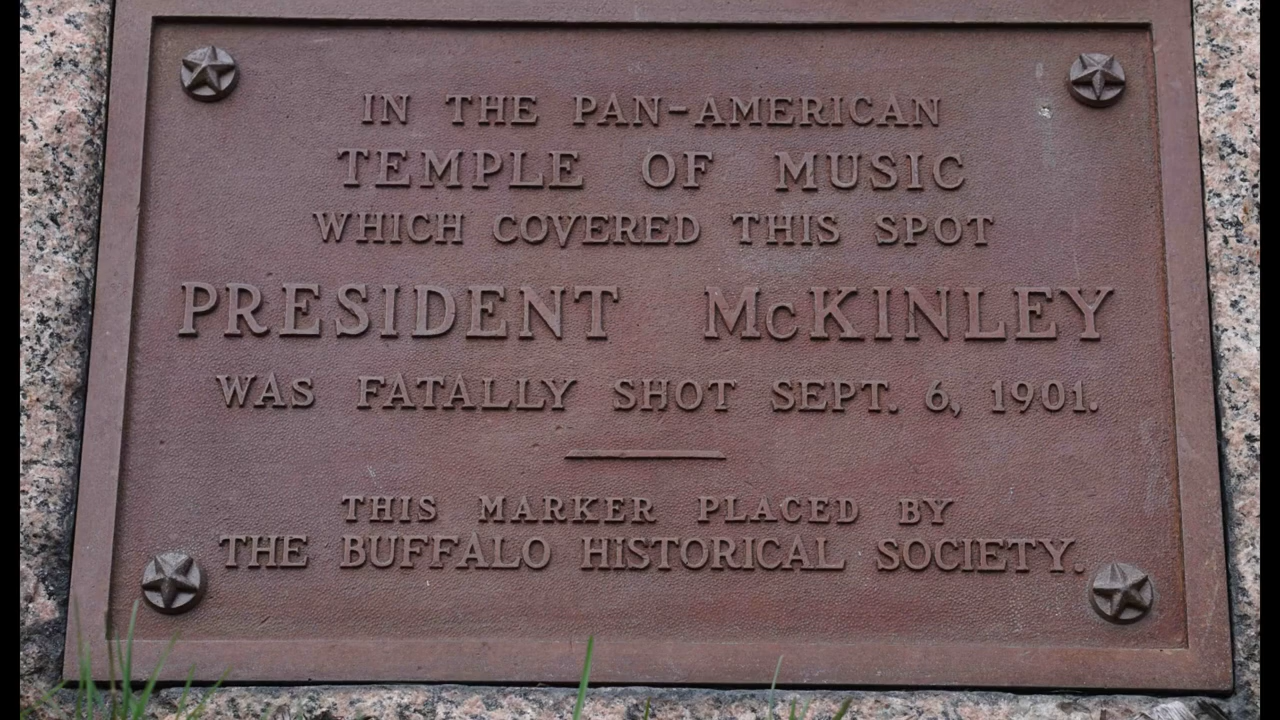 IN THE PAN-AMERICAN
TEMPLE OF MUSIC
WHICH COVERED THIS SPOT
PRESIDENT McKINLEY
WAS FATALLY SHOT SEPT. 6, 1901.
THIS MARKER PLACED BY
THE BUFFALO HISTORICAL SOCIETY.